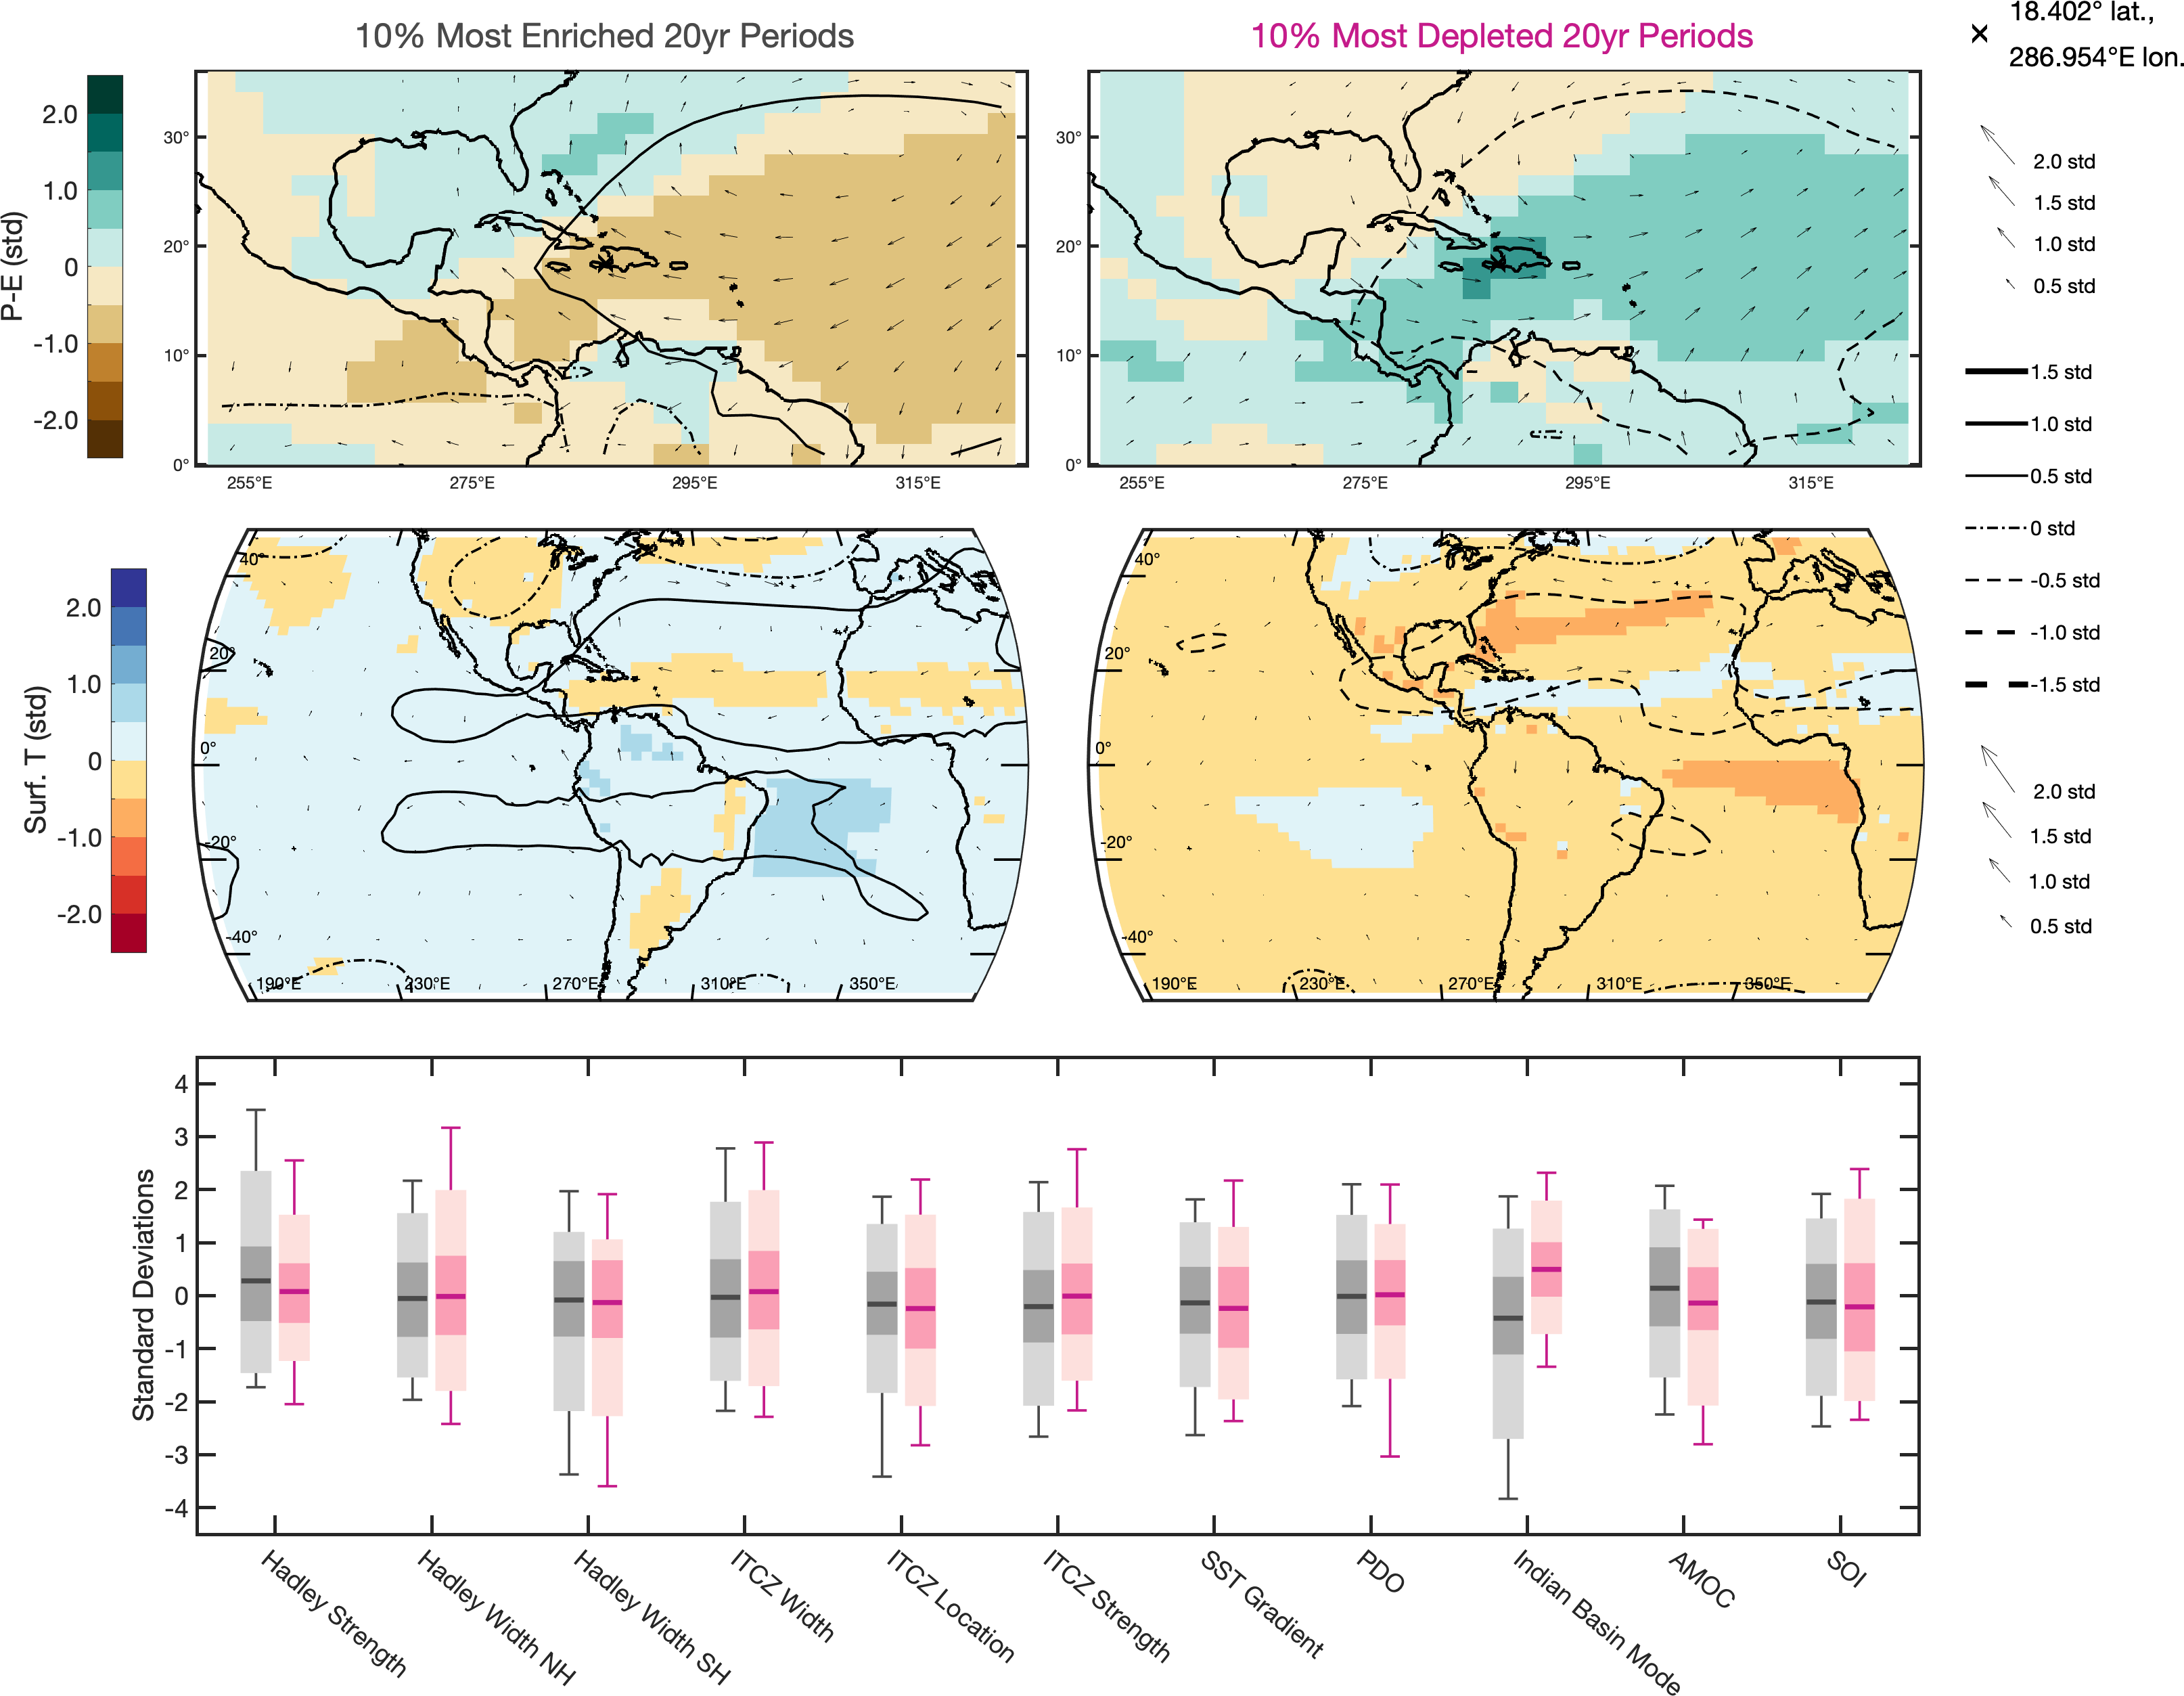 10% Most Enriched 20yr Periods
10% Most Depleted 20yr Periods
18.402° lat.,
286.954°E lon.
P-E (std)
2.0
1.0
0
-1.0
-2.0
30°
20°
10°
0°
255°E
275°E
295°E
315°E
30°
20°
10°
0°
255°E
275°E
295°E
315°E
2.0 std
1.5 std
1.0 std
0.5 std
1.5 std
1.0 std
0.5 std
0 std
-0.5 std
-1.0 std
-1.5 std
Surf. T (std)
2.0
1.0
0
-1.0
-2.0
40°
20°
0°
-20°
-40°
190°E
230°E
270°E
310°E
350°E
40°
20°
0°
-20°
-40°
190°E
230°E
270°E
310°E
350°E
2.0 std
1.5 std
1.0 std
0.5 std
Standard Deviations
4
3
2
1
0
-1
-2
-3
-4
Hadley Strength
Hadley Width NH
Hadley Width SH
ITCZ Width
ITCZ Location
ITCZ Strength
SST Gradient
PDO
Indian Basin Mode
AMOC
SOI